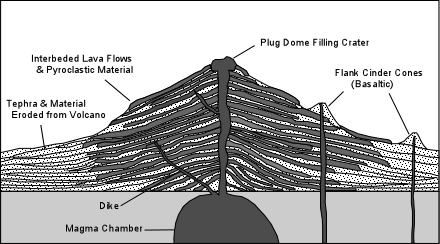 Plug Dome Filling Crater
Interbeded Lava Flows
& Pyroclastic Material
Flank Cinder Cones
(Basaltic)
Tephra & Material
Eroded from Volcano
Dike
Magma Chamber